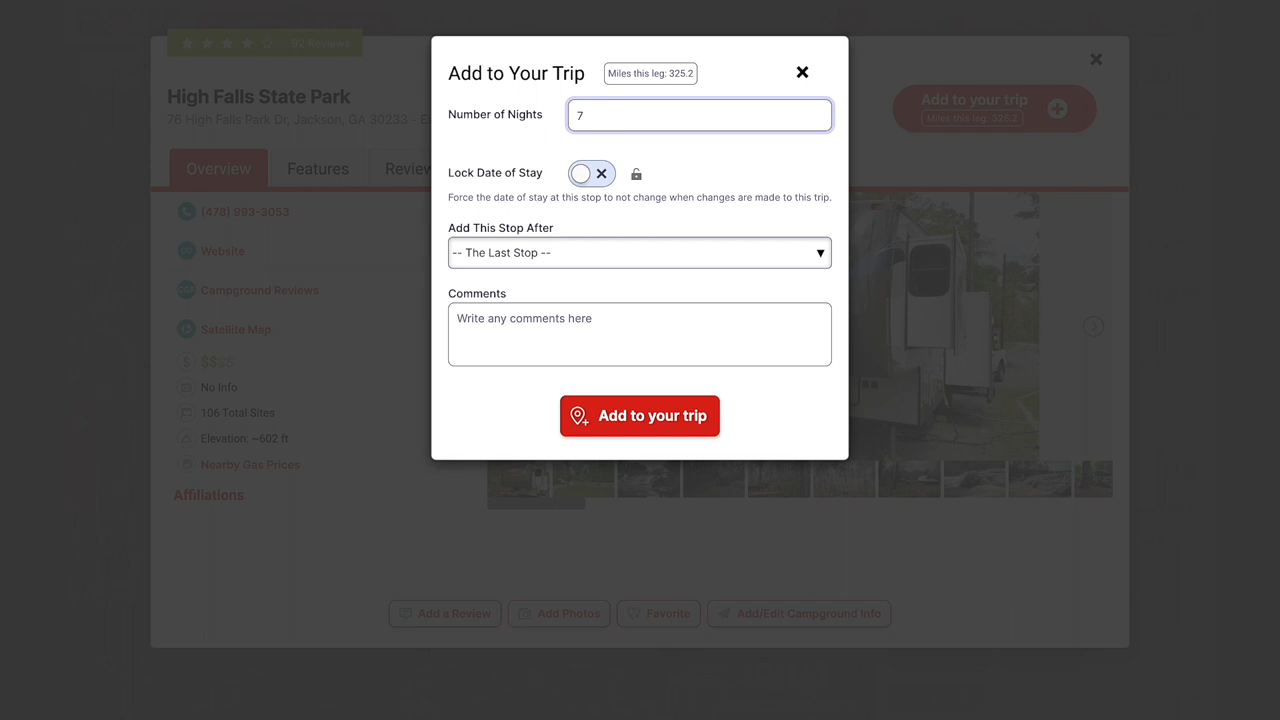 92 Reviews
High Falls State Park
76 High Falls Park Dr, Jackson, GA 30233 - Es
Add to your trip
Miles this leg: 325.2
Overview
Features
Review
(478) 993-3053
Website
Campground Reviews
Satellite Map
$$$$
No Info
106 Total Sites
Elevation: ~602 ft
Nearby Gas Prices
Affiliations
Add to Your Trip
Miles this leg: 325.2
Number of Nights
7
Lock Date of Stay
Force the date of stay at this stop to not change when changes are made to this trip.
Add This Stop After
-- The Last Stop --
Comments
Write any comments here
Add to your trip
Add a Review
Add Photos
Favorite
Add/Edit Campground Info